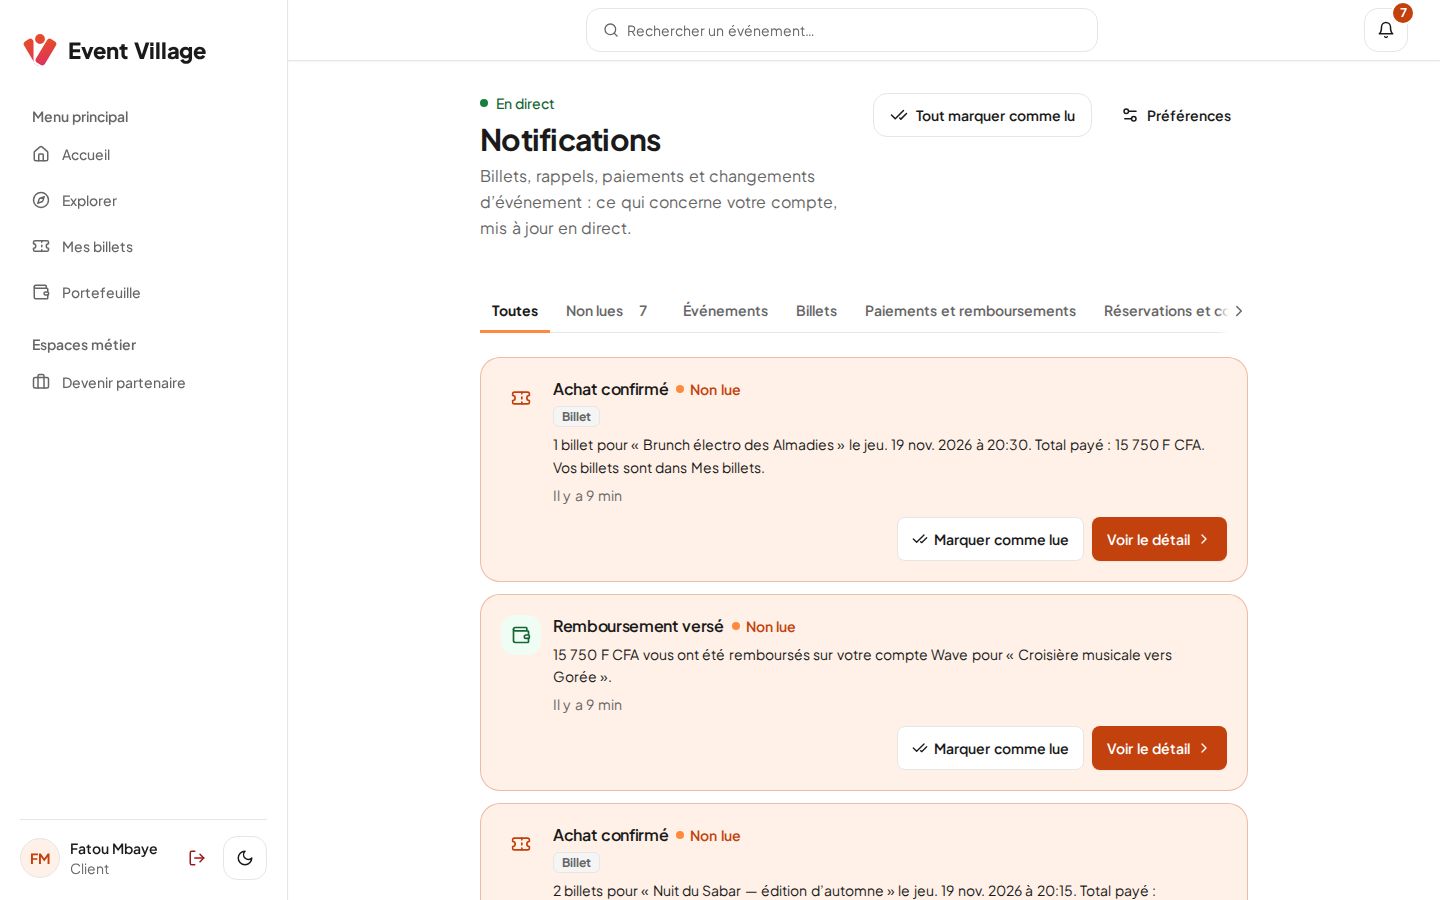 Event Village
Menu principal
Accueil
Explorer
Mes billets
Portefeuille
Espaces métier
Devenir partenaire
FM
Fatou Mbaye
Client
Rechercher un événement…
7
En direct
Notifications
Billets, rappels, paiements et changements
d’événement : ce qui concerne votre compte,
mis à jour en direct.
Tout marquer comme lu
Préférences
Toutes Non lues 7 Événements Billets Paiements et remboursements Réservations et
Achat confirmé Non lue
Billet
1 billet pour « Brunch électro des Almadies » le jeu. 19 nov. 2026 à 20:30. Total payé : 15 750 F CFA.
Vos billets sont dans Mes billets.
Il y a 9 min
Marquer comme lue Voir le détail
Remboursement versé Non lue
15 750 F CFA vous ont été remboursés sur votre compte Wave pour « Croisière musicale vers
Gorée ».
Il y a 9 min
Marquer comme lue Voir le détail
Achat confirmé Non lue
Billet
2 billets pour « Nuit du Sabar — édition d’automne » le jeu. 19 nov. 2026 à 20:15. Total payé :